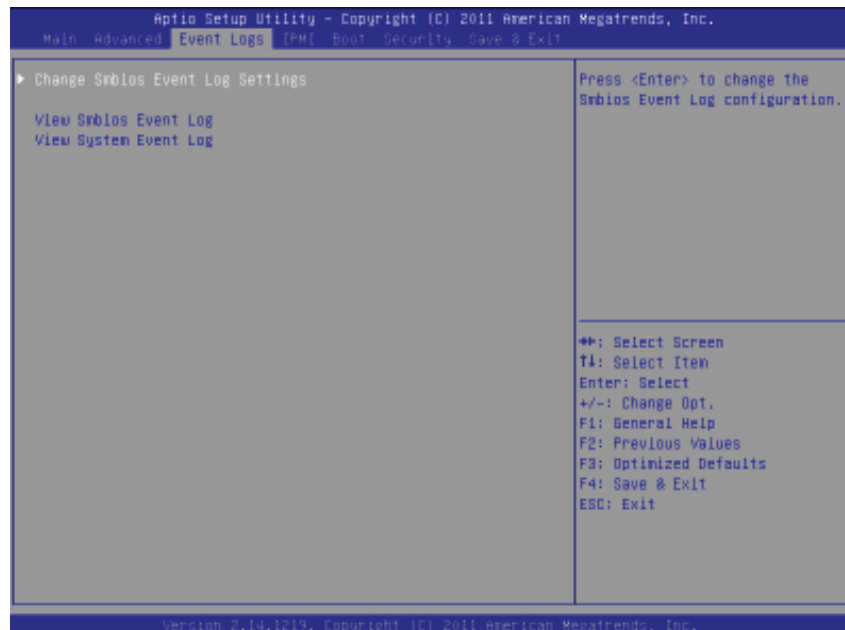 Aptio Setup Utility – Copyright (C) 2011 American Megatrends, Inc.
Main Advanced Event Logs IPMI Boot Security Save & Exit
► Change Smbios Event Log Settings
View Smbios Event Log
View System Event Log
Press <Enter> to change the
Smbios Event Log configuration.
→←: Select Screen
↑↓: Select Item
Enter: Select
+/-: Change Opt.
F1: General Help
F2: Previous Values
F3: Optimized Defaults
F4: Save & Exit
ESC: Exit
Version 2.14.1219. Copyright (C) 2011 American Megatrends, Inc.